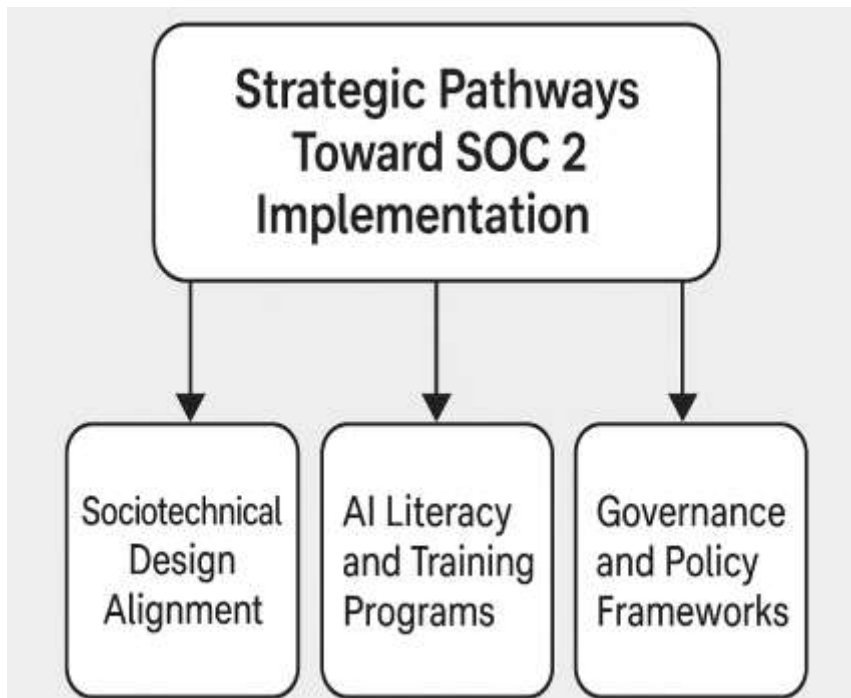 Strategic Pathways
Toward SOC 2
Implementation
Sociotechnical
Design
Alignment
AI Literacy
and Training
Programs
Governance
and Policy
Frameworks